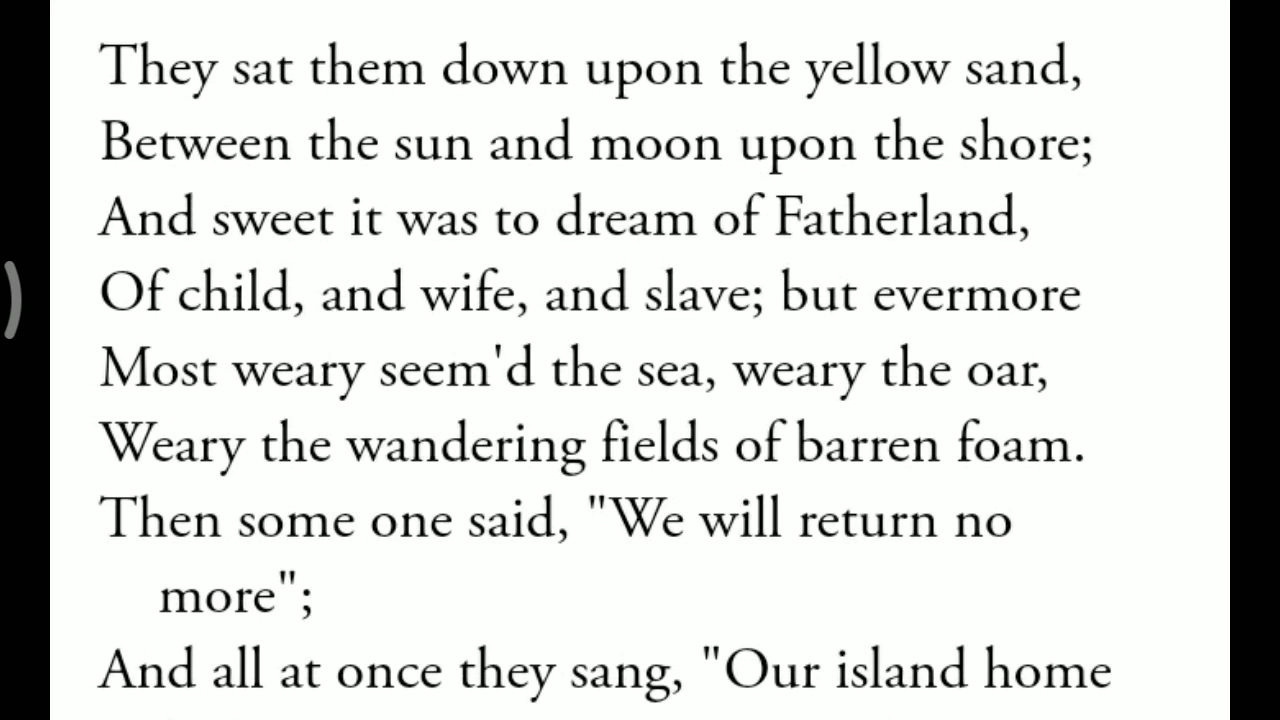 They sat them down upon the yellow sand,
Between the sun and moon upon the shore;
And sweet it was to dream of Fatherland,
Of child, and wife, and slave; but evermore
Most weary seem'd the sea, weary the oar,
Weary the wandering fields of barren foam.
Then some one said, "We will return no
more";
And all at once they sang, "Our island home